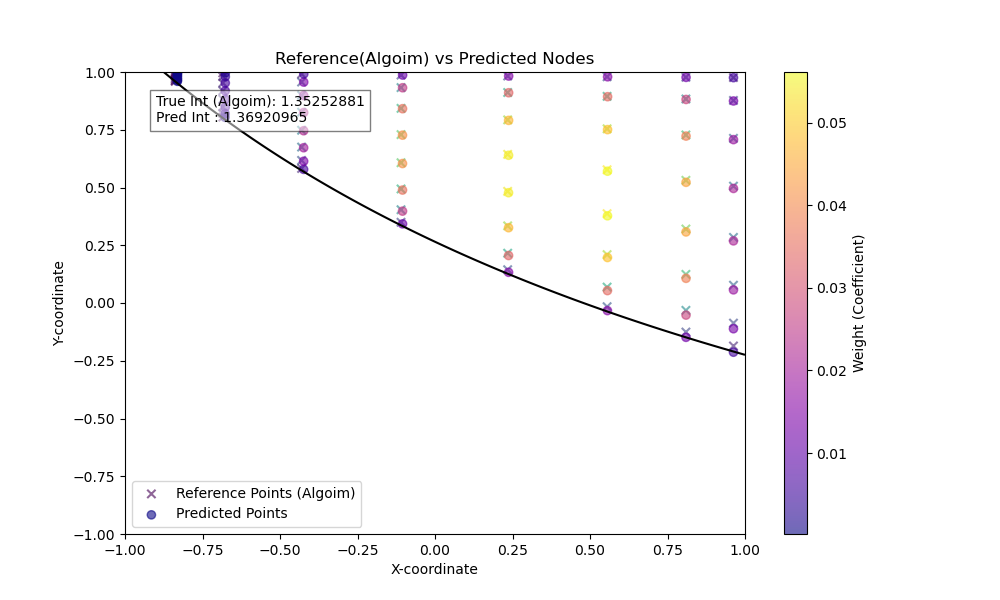 Reference(Algoim) vs Predicted Nodes
True Int (Algoim): 1.35252881
Pred Int : 1.36920965
1.00
0.75
0.50
0.25
0.00
−0.25
−0.50
−0.75
−1.00
Y-coordinate
Reference Points (Algoim)
Predicted Points
−1.00 −0.75 −0.50 −0.25 0.00 0.25 0.50 0.75 1.00
X-coordinate
0.05
0.04
0.03
0.02
0.01
Weight (Coefficient)